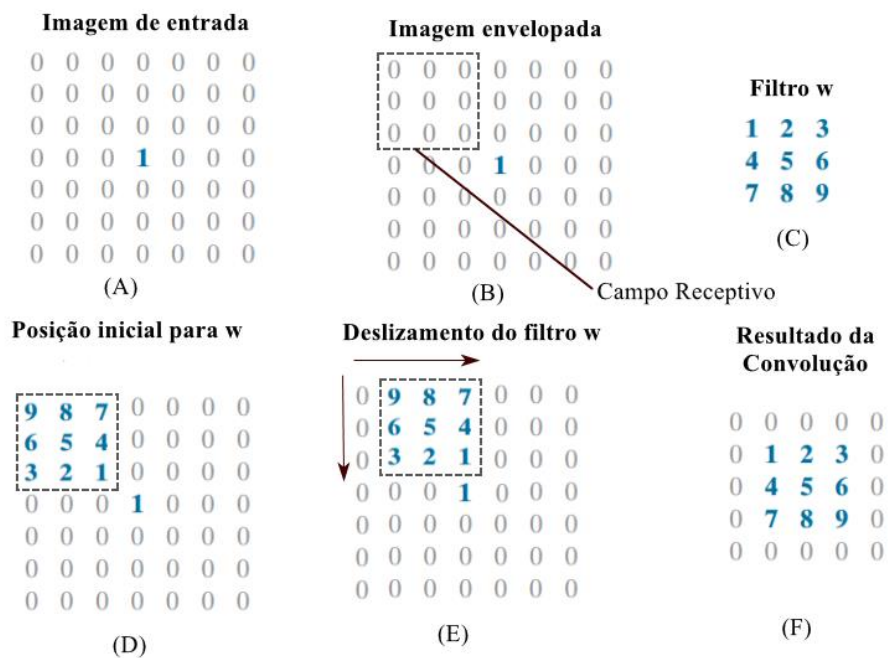 Imagem de entrada
0 0 0 0 0 0 0
0 0 0 0 0 0 0
0 0 0 0 0 0 0
0 0 0 1 0 0 0
0 0 0 0 0 0 0
0 0 0 0 0 0 0
0 0 0 0 0 0 0
(A)
Imagem envelopada
0 0 0 0 0 0 0
0 0 0 0 0 0 0
0 0 0 0 0 0 0
0 0 0 1 0 0 0
0 0 0 0 0 0 0
0 0 0 0 0 0 0
0 0 0 0 0 0 0
(B)
Campo Receptivo
Filtro w
1 2 3
4 5 6
7 8 9
(C)
Posição inicial para w
9 8 7 0 0 0 0
6 5 4 0 0 0 0
3 2 1 0 0 0 0
0 0 0 1 0 0 0
0 0 0 0 0 0 0
0 0 0 0 0 0 0
0 0 0 0 0 0 0
(D)
Deslizamento do filtro w
0 9 8 7 0 0 0
0 6 5 4 0 0 0
0 3 2 1 0 0 0
0 0 0 1 0 0 0
0 0 0 0 0 0 0
0 0 0 0 0 0 0
0 0 0 0 0 0 0
(E)
Resultado da
Convolução
0 0 0 0 0
0 1 2 3 0
0 4 5 6 0
0 7 8 9 0
0 0 0 0 0
(F)